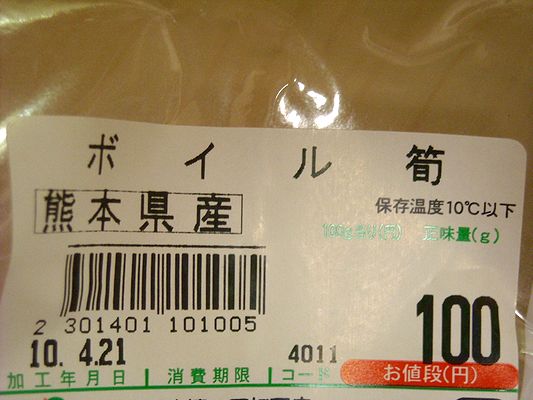 ボイル筍
熊本県産
保存温度10℃以下
100g当り(円) 正味量(g)
2 301401 101005
100
10. 4.21 4011
加工年月日 消費期限 コード お値段(円)